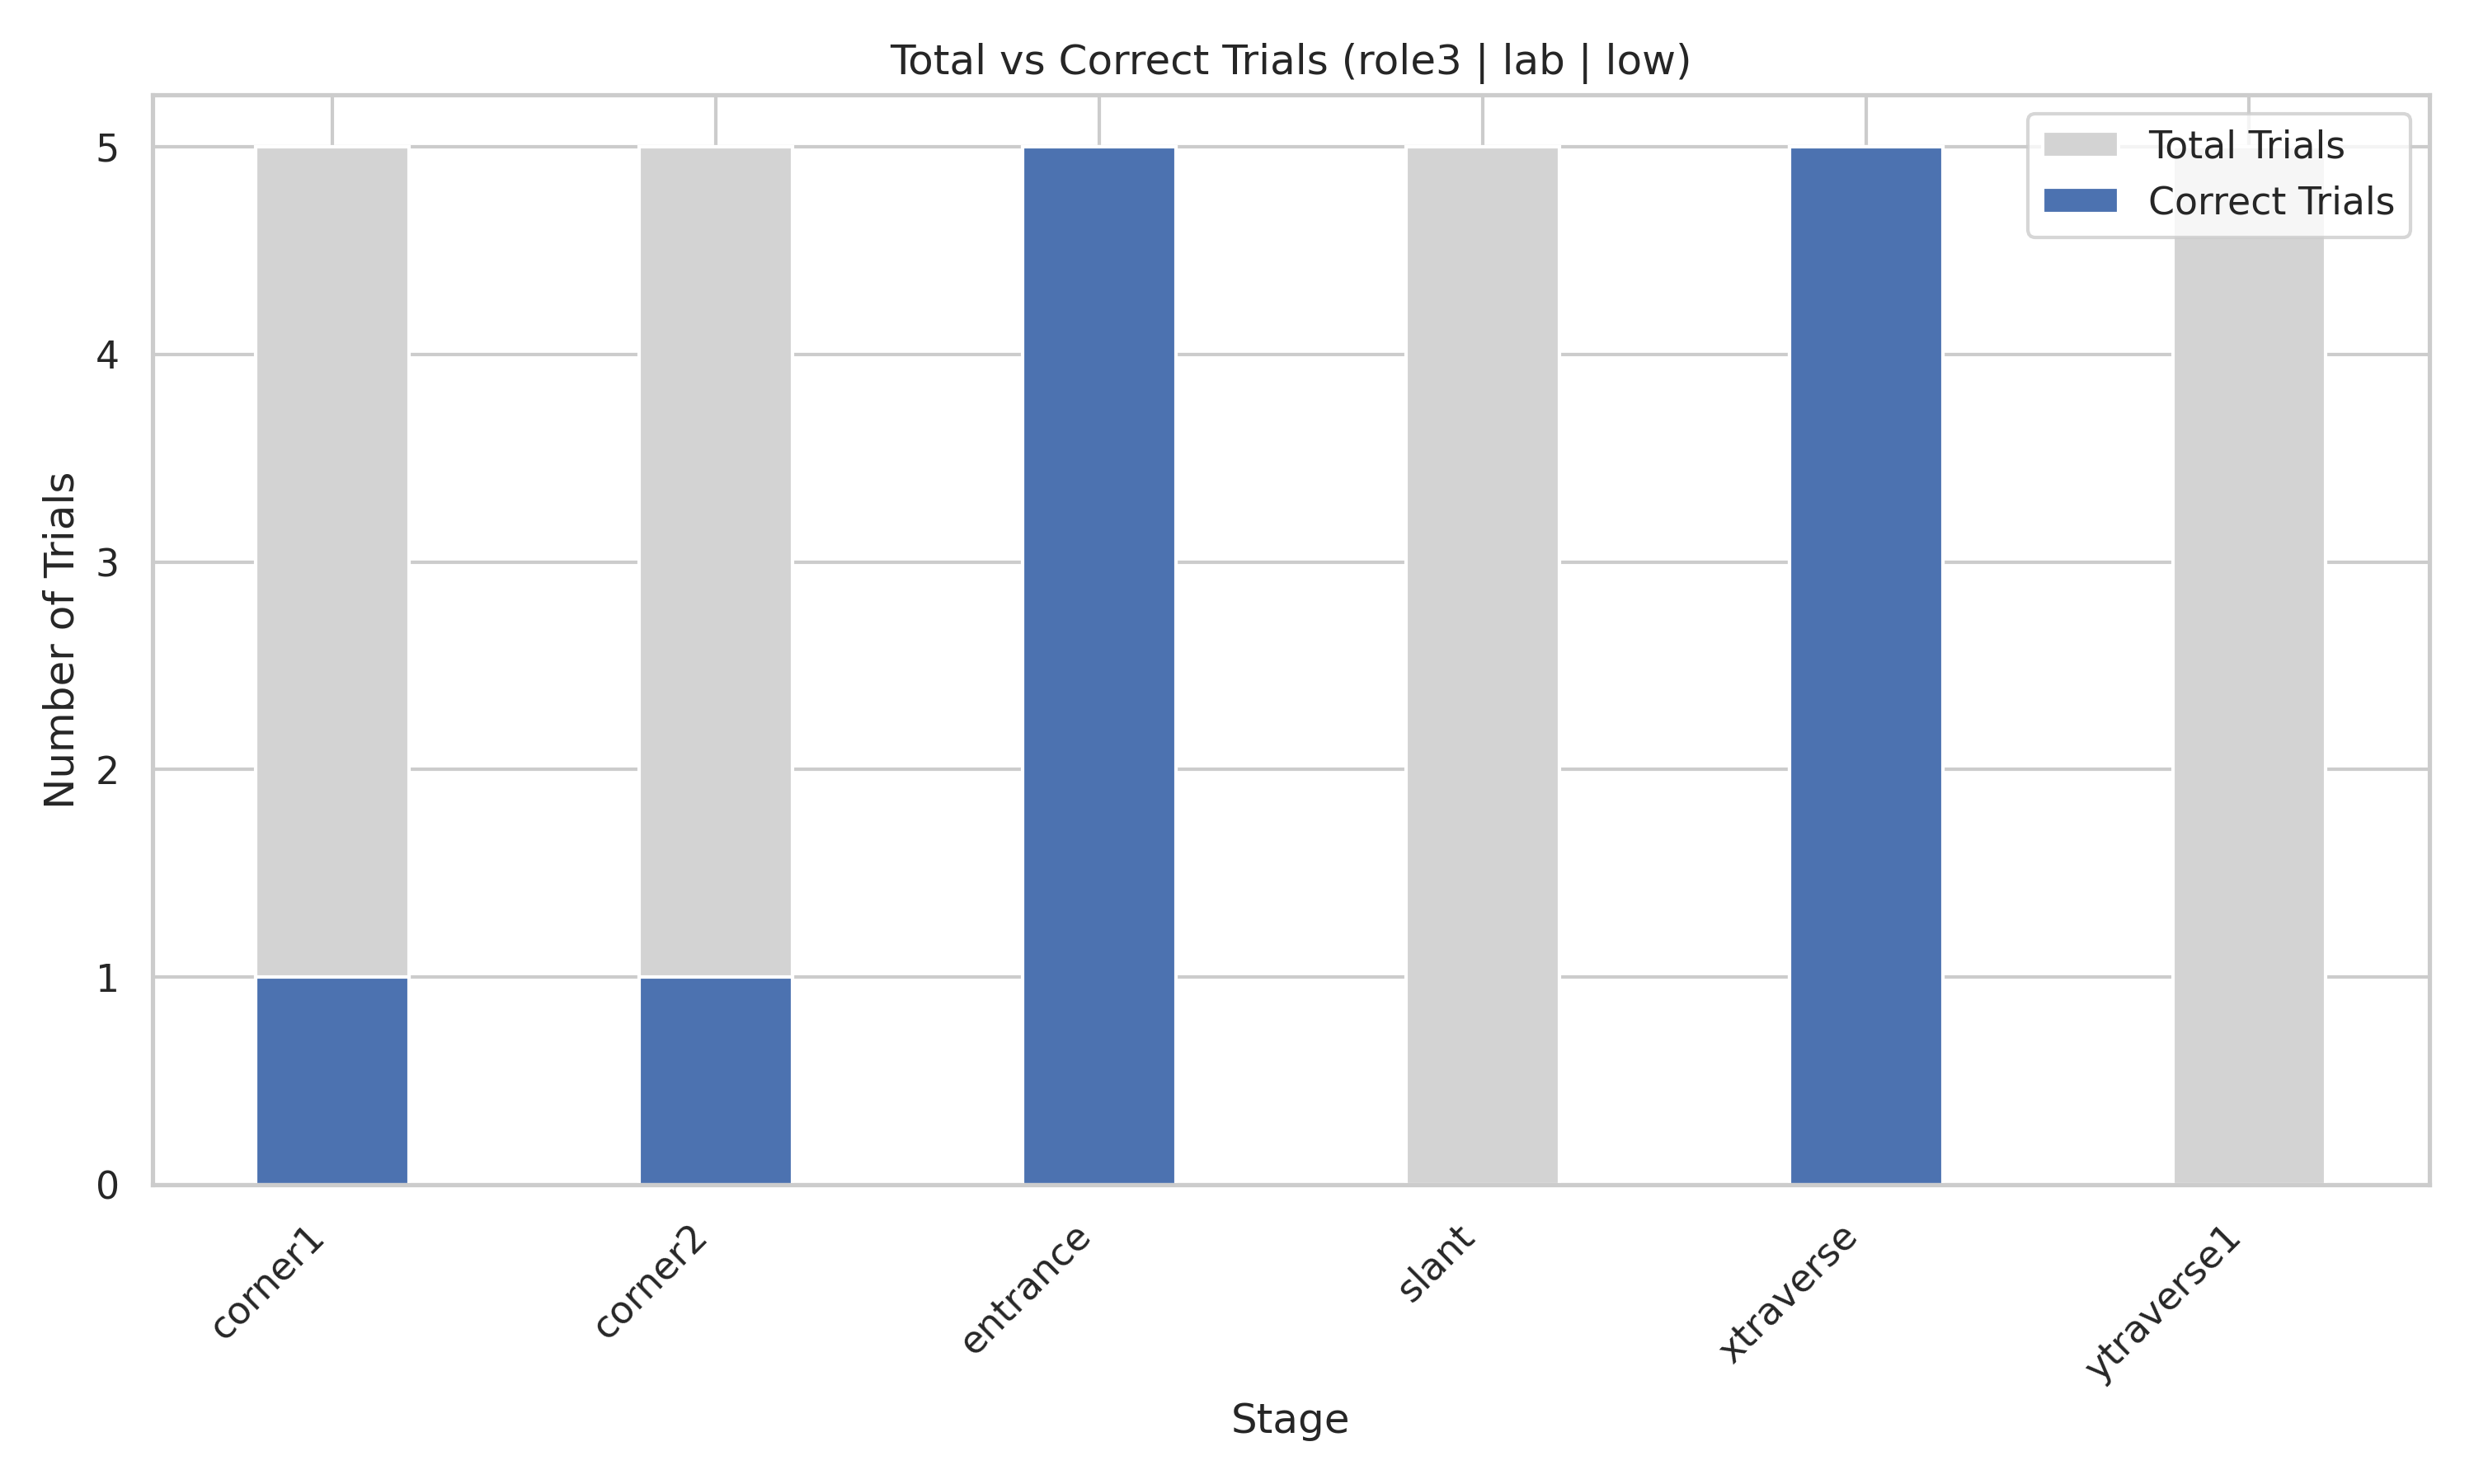 Total vs Correct Trials (role3 | lab | low)
Total Trials
Correct Trials
Number of Trials
5
4
3
2
1
0
corner1
corner2
entrance
slant
xtraverse
ytraverse1
Stage